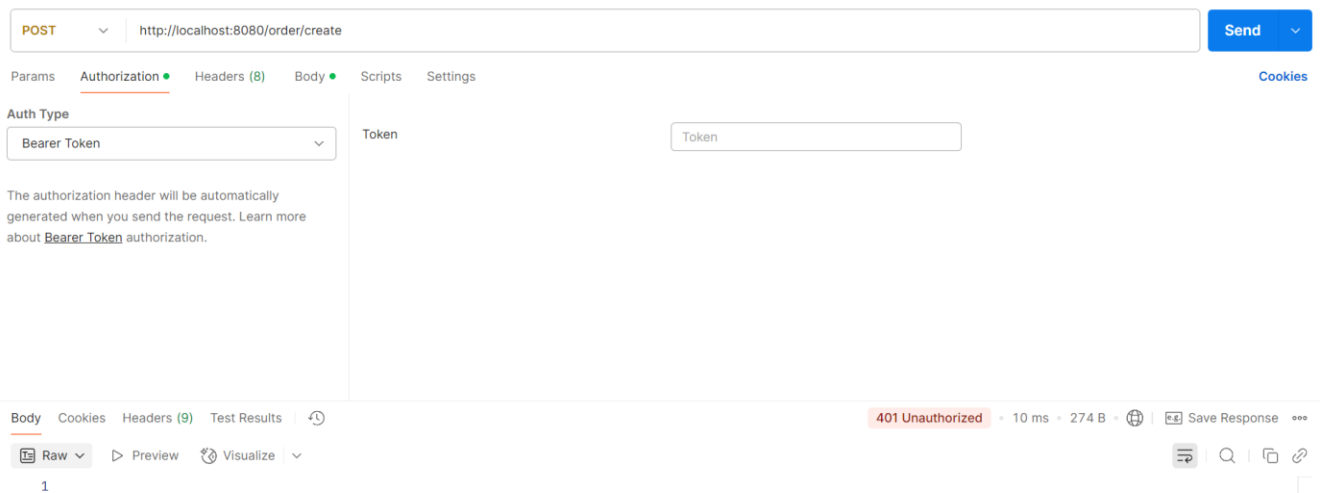 POST http://localhost:8080/order/create Send
Params Authorization Headers (8) Body Scripts Settings Cookies
Auth Type
Bearer Token
Token Token
The authorization header will be automatically
generated when you send the request. Learn more
about Bearer Token authorization.
Body Cookies Headers (9) Test Results 401 Unauthorized 10 ms 274 B e.g. Save Response
Raw Preview Visualize
1